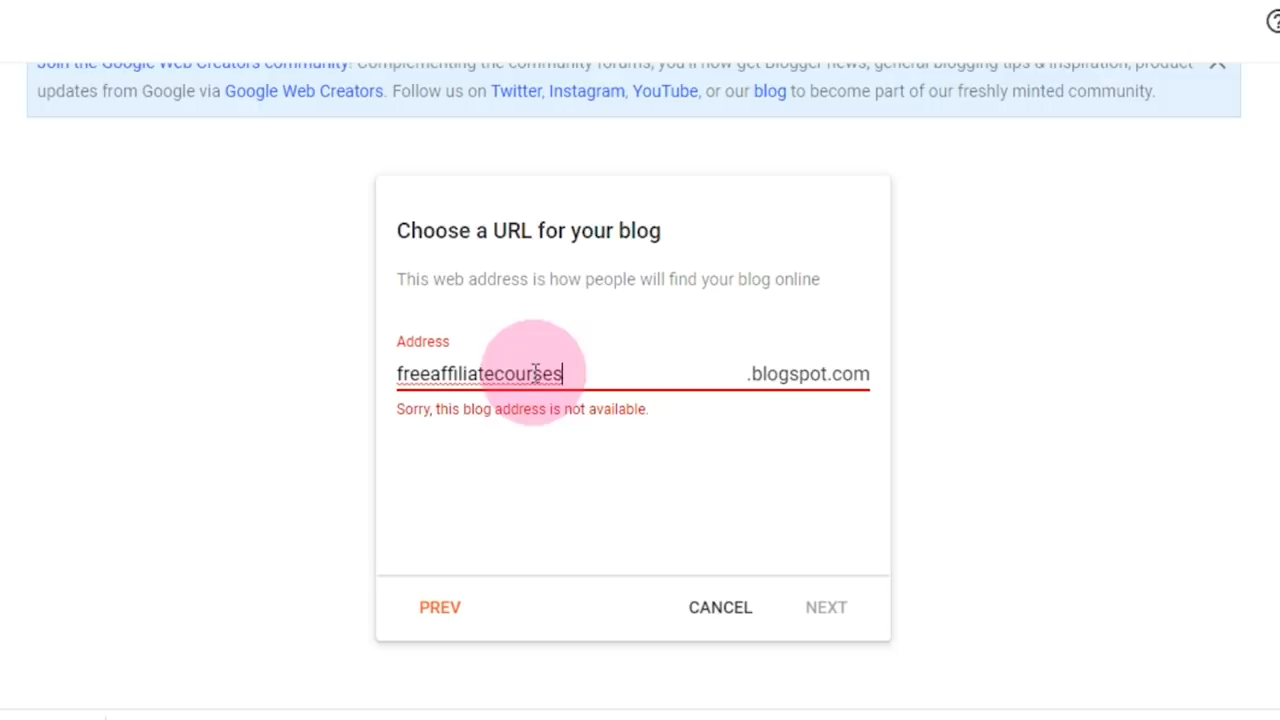 Join the Google Web Creators community! Complementing the community forums, you'll now get Blogger news, general blogging tips & inspiration, product
updates from Google via Google Web Creators. Follow us on Twitter, Instagram, YouTube, or our blog to become part of our freshly minted community.
Choose a URL for your blog
This web address is how people will find your blog online
Address
freeaffiliatecourses .blogspot.com
Sorry, this blog address is not available.
PREV CANCEL NEXT